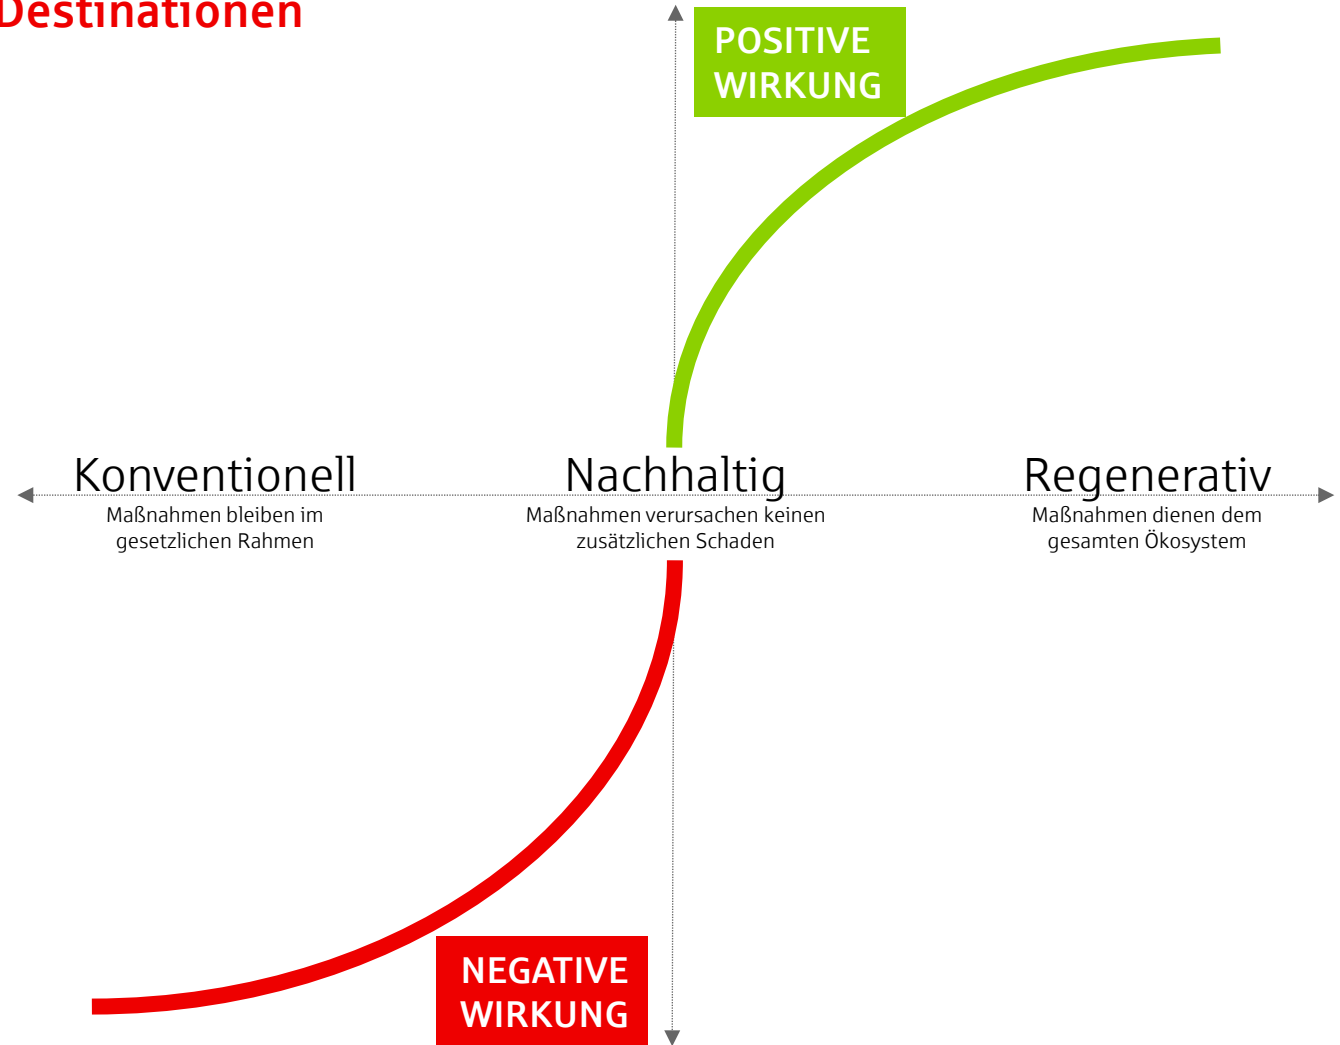 Destinationen
POSITIVE
WIRKUNG
Konventionell
Maßnahmen bleiben im
gesetzlichen Rahmen
Nachhaltig
Maßnahmen verursachen keinen
zusätzlichen Schaden
Regenerativ
Maßnahmen dienen dem
gesamten Ökosystem
NEGATIVE
WIRKUNG